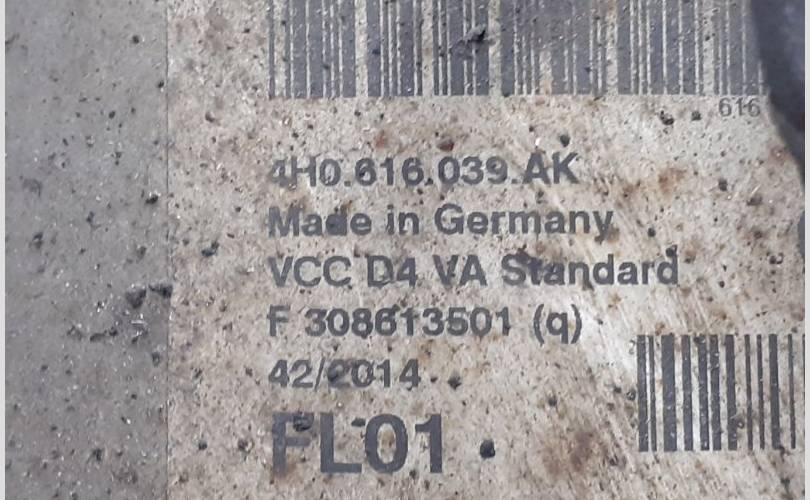 616
4H0.616.039.AK
Made in Germany
VCC D4 VA Standard
F 308613501 (q)
42/2014
FL01